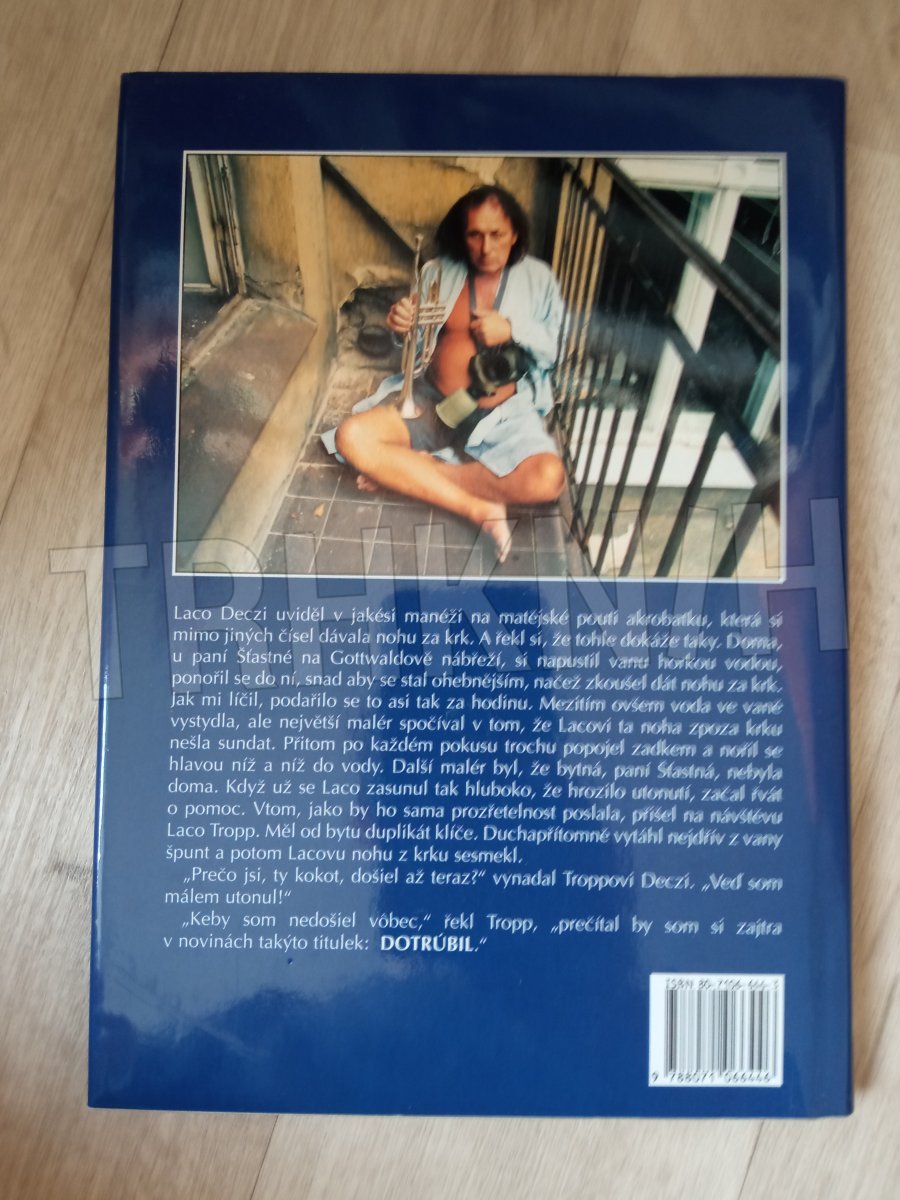 TRHKNIH
Laco Deczi uviděl v jakési manéži na matějské pouti akrobatku, která si
mimo jiných čísel dávala nohu za krk. A řekl si, že tohle dokáže taky. Doma,
u paní Šťastné na Gottwaldově nábřeží, si napustil vanu horkou vodou,
ponořil se do ní, snad aby se stal ohebnějším, načež zkoušel dát nohu za krk.
Jak mi líčil, podařilo se to asi tak za hodinu. Mezitím ovšem voda ve vaně
vystydla, ale největší malér spočíval v tom, že Lacovi ta noha zpoza krku
nešla sundat. Přitom po každém pokusu trochu popojel zadkem a nořil se
hlavou níž a níž do vody. Další malér byl, že bytná, paní Šťastná, nebyla
doma. Když už se Laco zasunul tak hluboko, že hrozilo utonutí, začal řvát
o pomoc. Vtom, jako by ho sama prozřetelnost poslala, přišel na návštěvu
Laco Tropp. Měl od bytu duplikát klíče. Duchapřítomně vytáhl nejdřív z vany
špunt a potom Lacovu nohu z krku sesmekl.
„Prečo jsi, ty kokot, došiel až teraz?“ vynadal Troppovi Deczi. „Veď som
málem utonul!“
„Keby som nedošiel vôbec,“ řekl Tropp, „prečítal by som si zajtra
v novinách takýto titulek: DOTRÚBIL.“
ISBN 80-7106-644-3
9 788071 066446